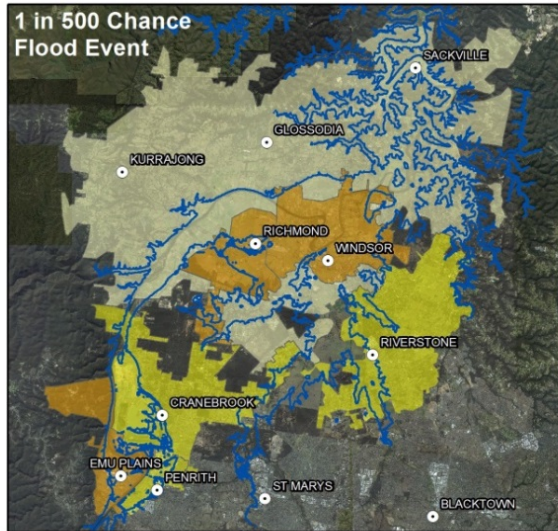 1 in 500 Chance
Flood Event
SACKVILLE
GLOSSODIA
KURRAJONG
RICHMOND
WINDSOR
RIVERSTONE
CRANEBROOK
EMU PLAINS
PENRITH
ST MARYS
BLACKTOWN